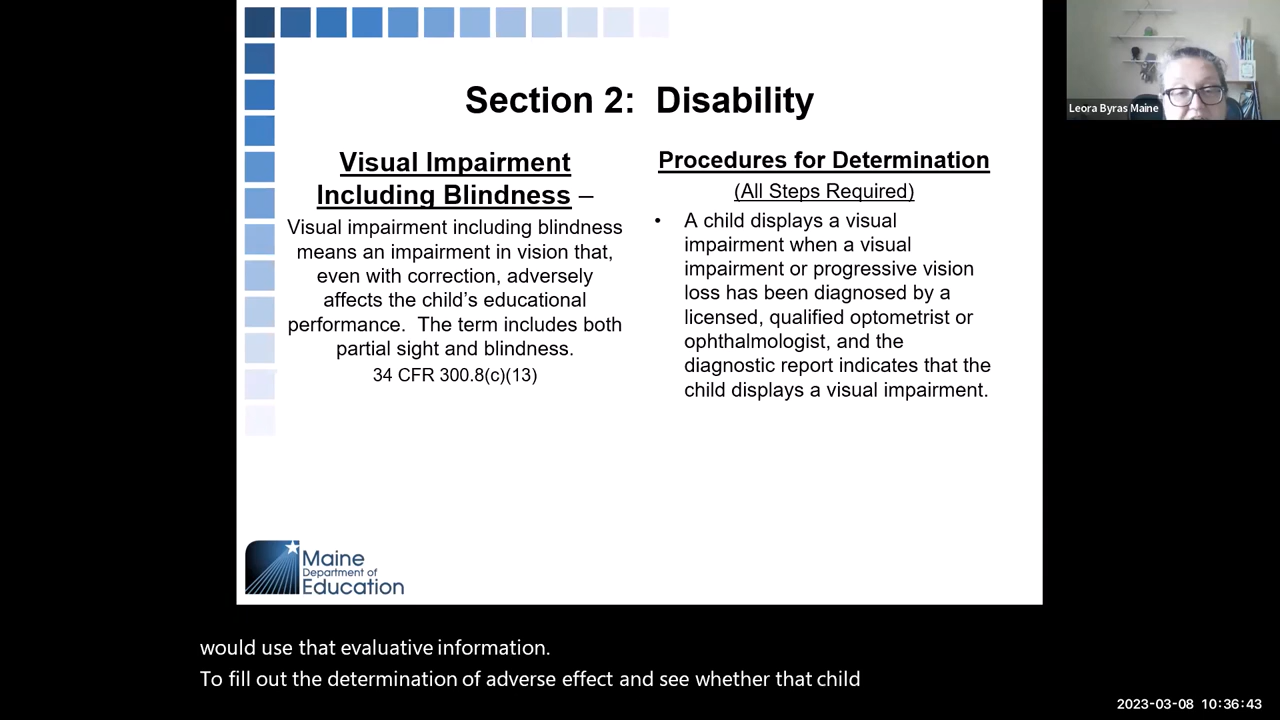 Section 2: Disability
Visual Impairment
Including Blindness –
Visual impairment including blindness
means an impairment in vision that,
even with correction, adversely
affects the child's educational
performance. The term includes both
partial sight and blindness.
34 CFR 300.8(c)(13)
Procedures for Determination
(All Steps Required)
• A child displays a visual
impairment when a visual
impairment or progressive vision
loss has been diagnosed by a
licensed, qualified optometrist or
ophthalmologist, and the
diagnostic report indicates that the
child displays a visual impairment.
Maine
Department of
Education
Leora Byras Maine
would use that evaluative information.
To fill out the determination of adverse effect and see whether that child
2023-03-08 10:36:43